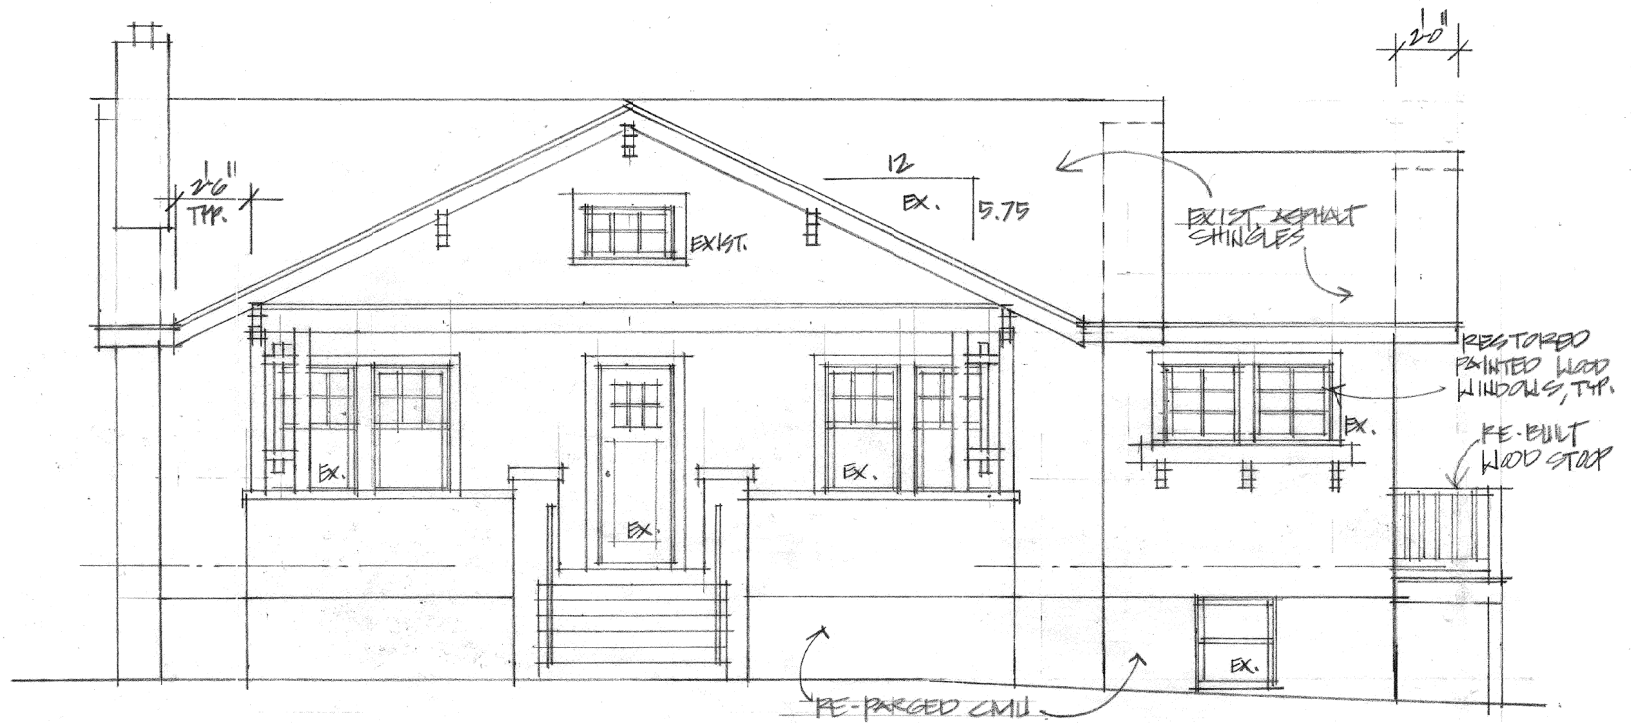 2'-0"
2'-6"
TYP.
12
EX.
5.75
EXIST.
EXIST. ASPHALT
SHINGLES
RESTORED
PAINTED WOOD
WINDOWS, TYP.
EX.
RE-BUILT
WOOD STOOP
EX.
EX.
EX.
EX.
RE-PARGED CMU